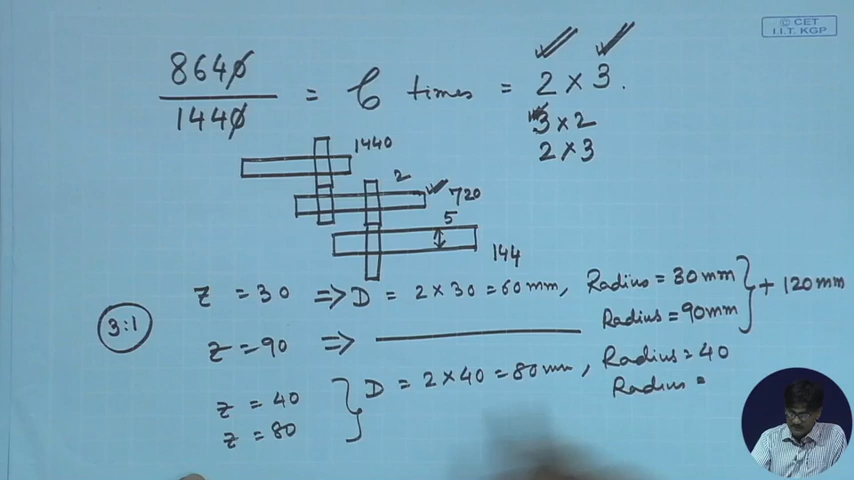 © CET
I.I.T. KGP
8640 / 1440 = 6 times = 2 × 3.
3 × 2
2 × 3
1440
2
720
5
144
3:1
z = 30 ⇒ D = 2 × 30 = 60 mm, Radius = 30 mm } + 120 mm
z = 90 ⇒ Radius = 90 mm
z = 40 } D = 2 × 40 = 80 mm, Radius = 40
z = 80 Radius =